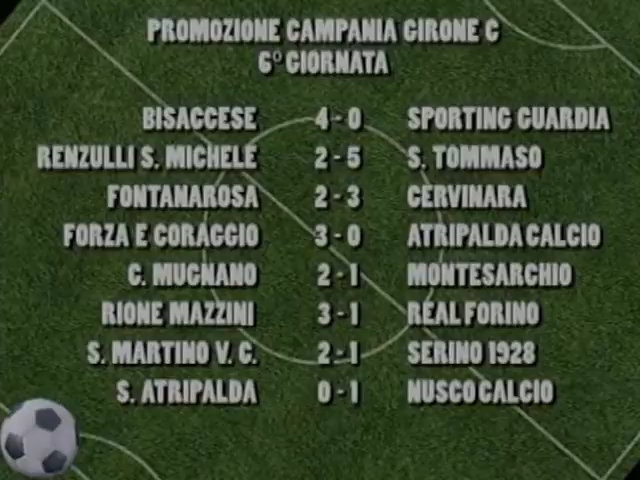 PROMOZIONE CAMPANIA GIRONE C
6° GIORNATA
BISACCESE 4 - 0 SPORTING GUARDIA
RENZULLI S. MICHELE 2 - 5 S. TOMMASO
FONTANAROSA 2 - 3 CERVINARA
FORZA E CORAGGIO 3 - 0 ATRIPALDA CALCIO
C. MUGNANO 2 - 1 MONTESARCHIO
RIONE MAZZINI 3 - 1 REAL FORINO
S. MARTINO V. C. 2 - 1 SERINO 1928
S. ATRIPALDA 0 - 1 NUSCO CALCIO